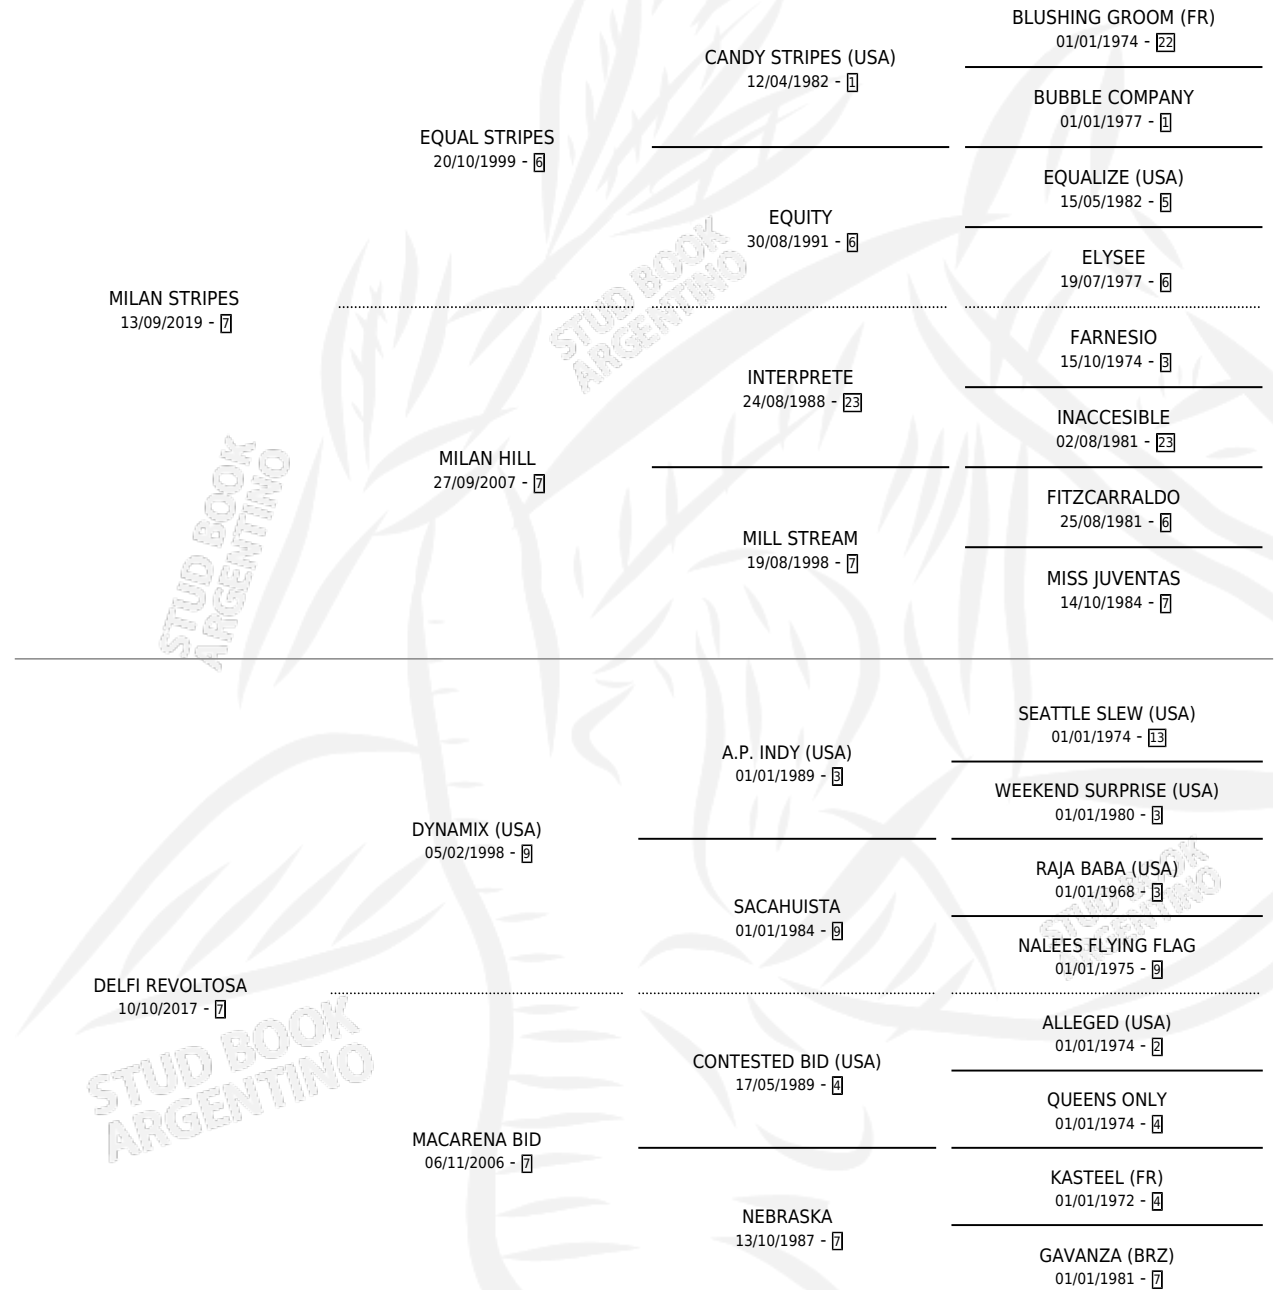 BLUSHING GROOM (FR)
01/01/1974 - 22
CANDY STRIPES (USA)
12/04/1982 - 1
BUBBLE COMPANY
01/01/1977 - 1
EQUAL STRIPES
20/10/1999 - 6
EQUALIZE (USA)
15/05/1982 - 5
EQUITY
30/08/1991 - 6
ELYSEE
19/07/1977 - 6
MILAN STRIPES
13/09/2019 - 7
FARNESIO
15/10/1974 - 3
INTERPRETE
24/08/1988 - 23
INACCESIBLE
02/08/1981 - 23
MILAN HILL
27/09/2007 - 7
FITZCARRALDO
25/08/1981 - 6
MILL STREAM
19/08/1998 - 7
MISS JUVENTAS
14/10/1984 - 7
SEATTLE SLEW (USA)
01/01/1974 - 13
A.P. INDY (USA)
01/01/1989 - 3
WEEKEND SURPRISE (USA)
01/01/1980 - 3
DYNAMIX (USA)
05/02/1998 - 9
RAJA BABA (USA)
01/01/1968 - 3
SACAHUISTA
01/01/1984 - 9
NALEES FLYING FLAG
01/01/1975 - 9
DELFI REVOLTOSA
10/10/2017 - 7
ALLEGED (USA)
01/01/1974 - 2
CONTESTED BID (USA)
17/05/1989 - 4
QUEENS ONLY
01/01/1974 - 4
MACARENA BID
06/11/2006 - 7
KASTEEL (FR)
01/01/1972 - 4
NEBRASKA
13/10/1987 - 7
GAVANZA (BRZ)
01/01/1981 - 7
STUD BOOK
ARGENTINO
STUD BOOK
ARGENTINO
STUD BOOK
ARGENTINO
STUD BOOK
ARGENTINO